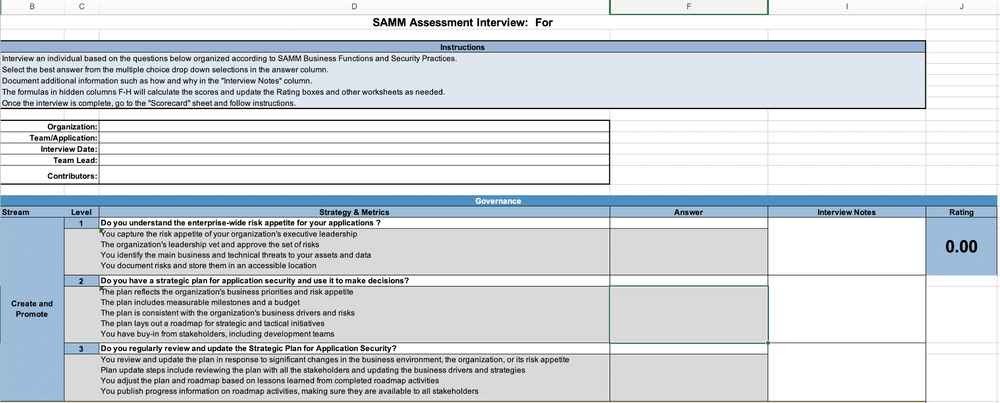 B C D F I J
SAMM Assessment Interview: For
Instructions
Interview an individual based on the questions below organized according to SAMM Business Functions and Security Practices.
Select the best answer from the multiple choice drop down selections in the answer column.
Document additional information such as how and why in the "Interview Notes" column.
The formulas in hidden columns F-H will calculate the scores and update the Rating boxes and other worksheets as needed.
Once the interview is complete, go to the "Scorecard" sheet and follow instructions.
Organization:
Team/Application:
Interview Date:
Team Lead:
Contributors:
Governance
Stream Level Strategy & Metrics Answer Interview Notes Rating
1 Do you understand the enterprise-wide risk appetite for your applications ?
You capture the risk appetite of your organization's executive leadership
The organization's leadership vet and approve the set of risks
You identify the main business and technical threats to your assets and data
You document risks and store them in an accessible location
0.00
2 Do you have a strategic plan for application security and use it to make decisions?
The plan reflects the organization's business priorities and risk appetite
The plan includes measurable milestones and a budget
The plan is consistent with the organization's business drivers and risks
The plan lays out a roadmap for strategic and tactical initiatives
You have buy-in from stakeholders, including development teams
Create and
Promote
3 Do you regularly review and update the Strategic Plan for Application Security?
You review and update the plan in response to significant changes in the business environment, the organization, or its risk appetite
Plan update steps include reviewing the plan with all the stakeholders and updating the business drivers and strategies
You adjust the plan and roadmap based on lessons learned from completed roadmap activities
You publish progress information on roadmap activities, making sure they are available to all stakeholders